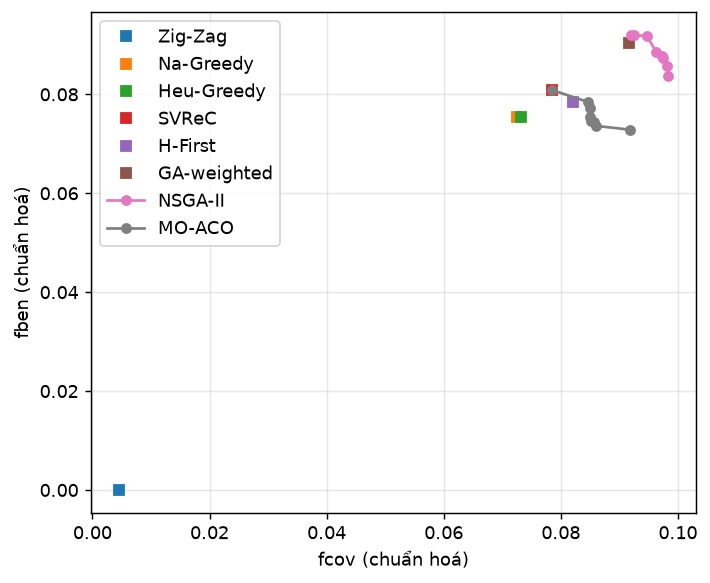 Zig-Zag
Na-Greedy
Heu-Greedy
SVReC
H-First
GA-weighted
NSGA-II
MO-ACO
fben (chuẩn hoá)
0.08
0.06
0.04
0.02
0.00
0.00 0.02 0.04 0.06 0.08 0.10
fcov (chuẩn hoá)